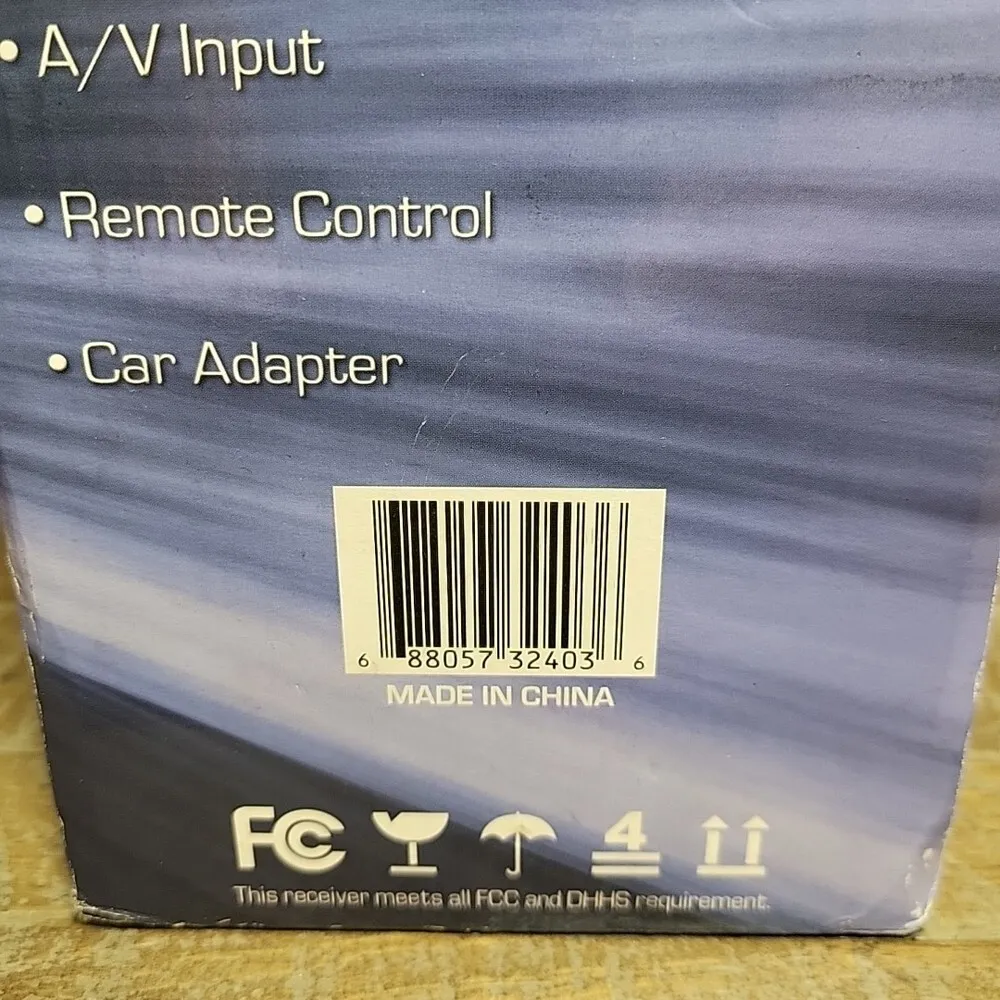 • A/V Input
• Remote Control
• Car Adapter
6 88057 32403 6
MADE IN CHINA
FC 4
This receiver meets all FCC and DHHS requirement.